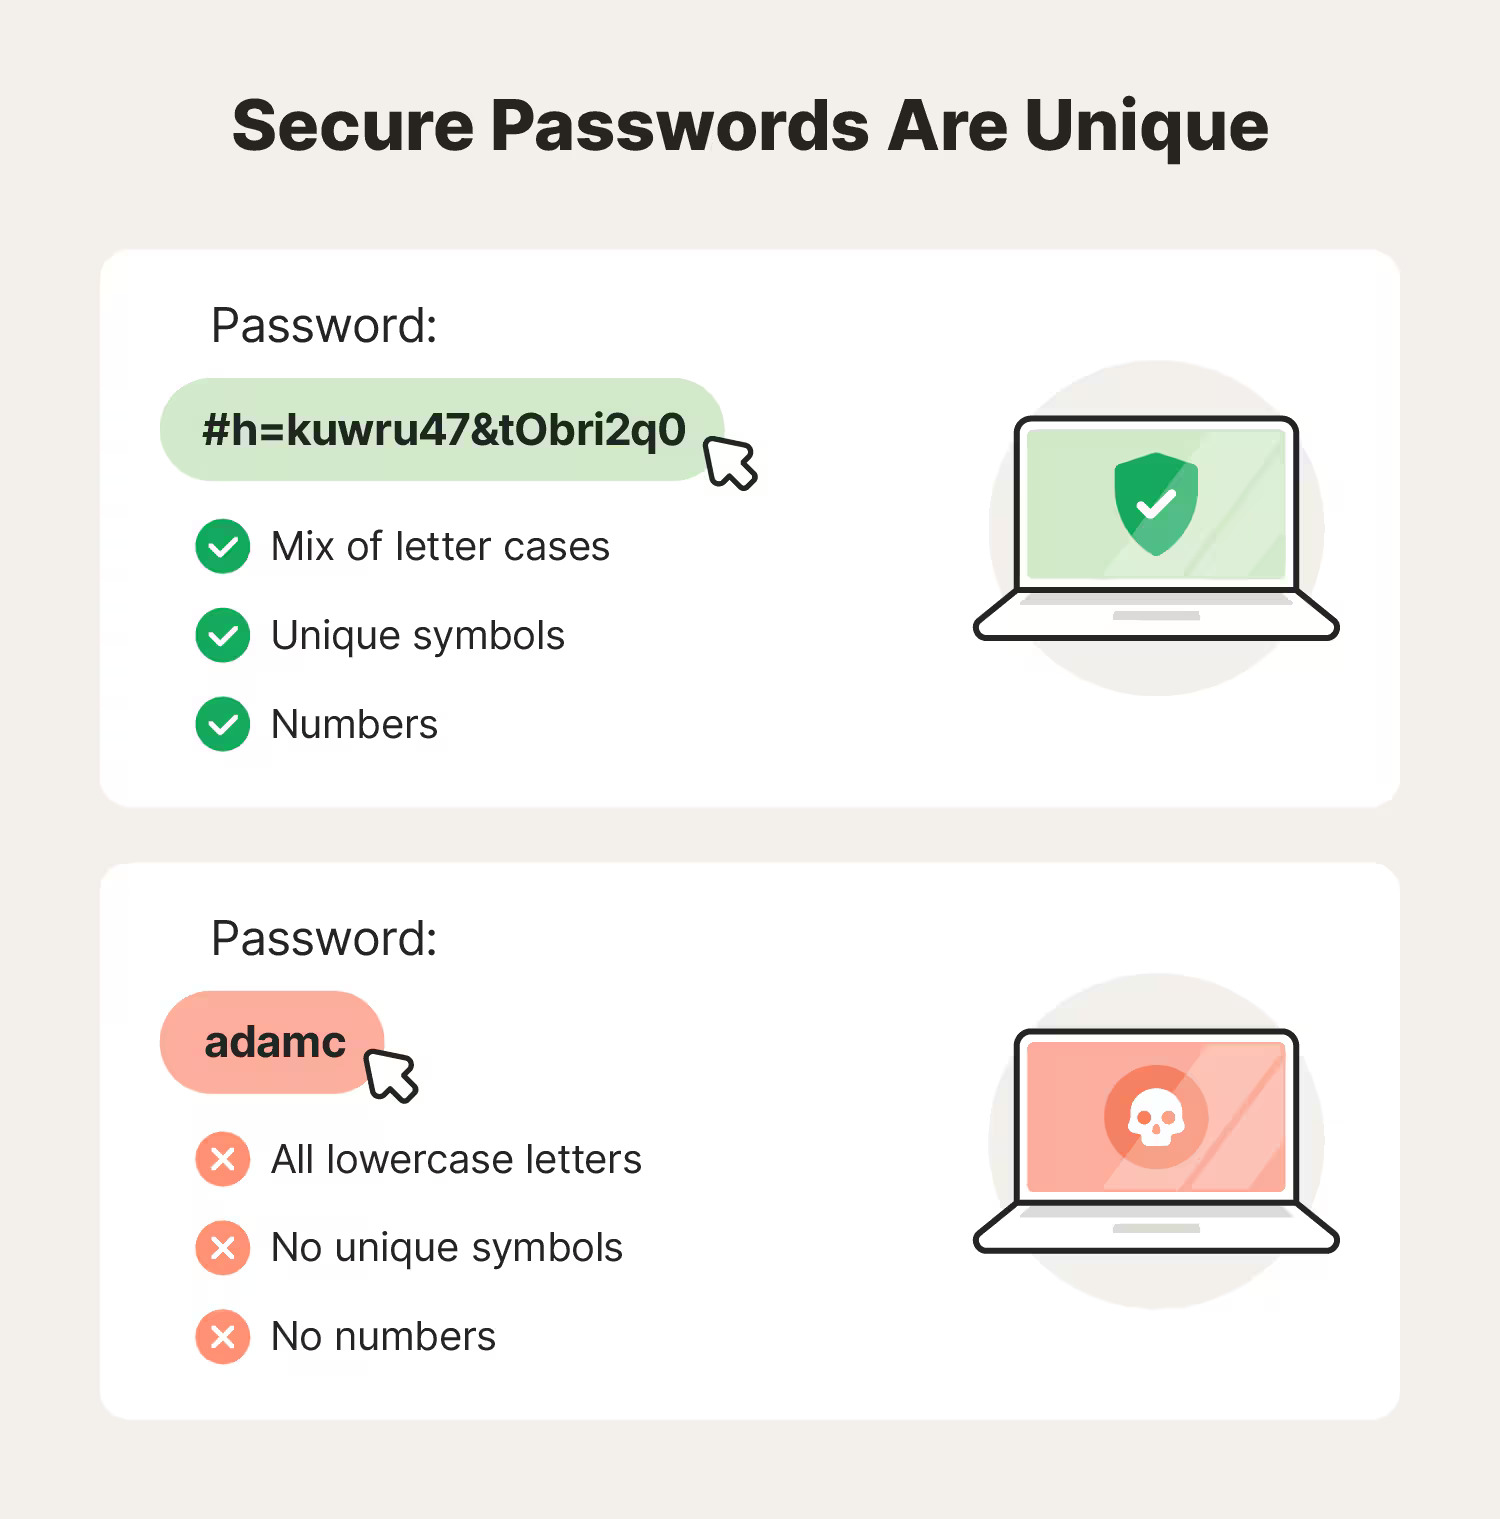 Secure Passwords Are Unique
Password:
#h=kuwru47&tObri2q0
Mix of letter cases
Unique symbols
Numbers
Password:
adamc
All lowercase letters
No unique symbols
No numbers